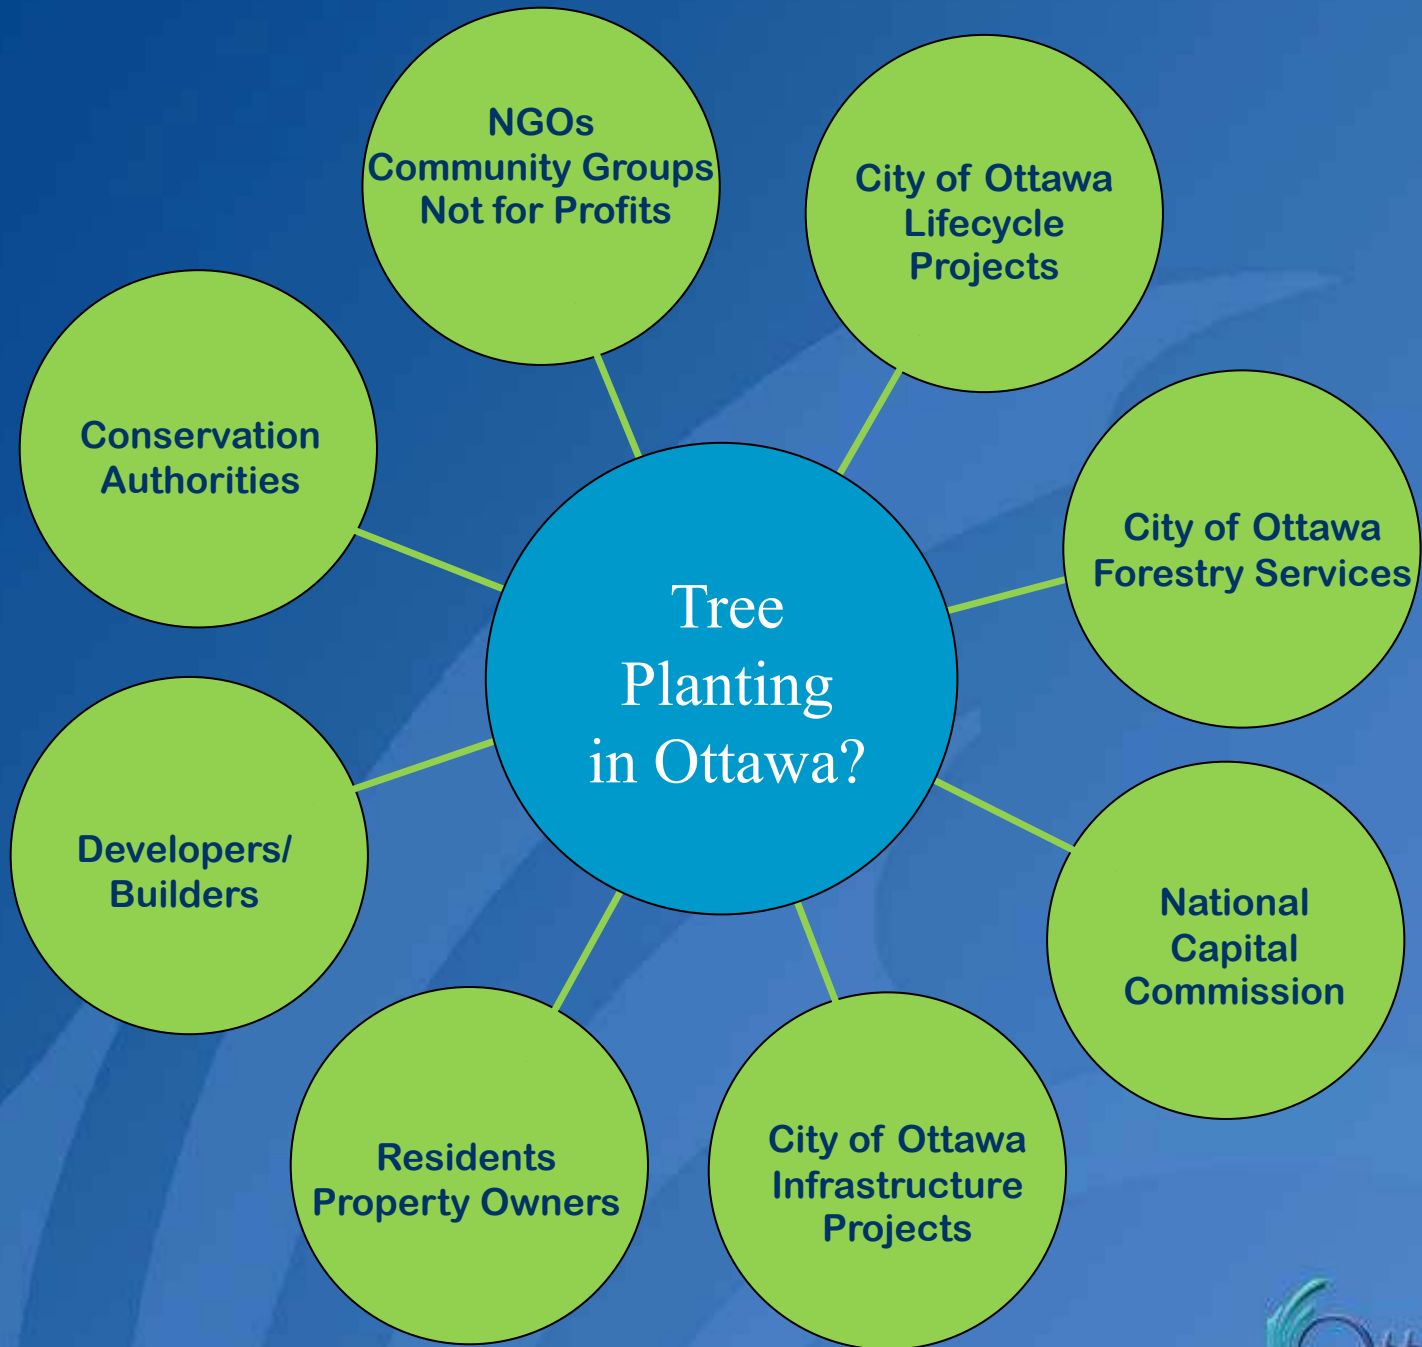 NGOs
Community Groups
Not for Profits
City of Ottawa
Lifecycle
Projects
Conservation
Authorities
City of Ottawa
Forestry Services
Tree
Planting
in Ottawa?
Developers/
Builders
National
Capital
Commission
Residents
Property Owners
City of Ottawa
Infrastructure
Projects